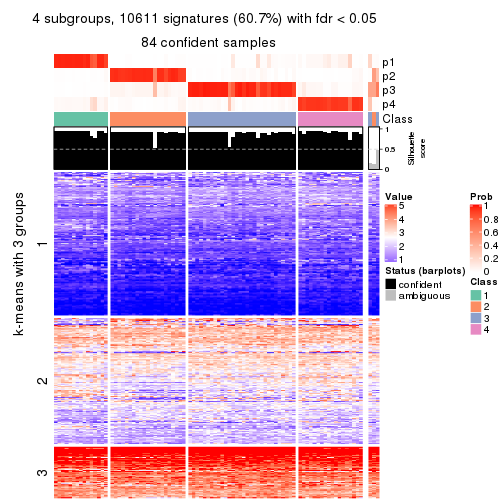 4 subgroups, 10611 signatures (60.7%) with fdr < 0.05
84 confident samples
p1
p2
p3
p4
Class
1
0.5
0
Silhouette
score
k-means with 3 groups
1
2
3
Value
5
4
3
2
1
Status (barplots)
confident
ambiguous
Prob
1
0.8
0.6
0.4
0.2
0
Class
1
2
3
4